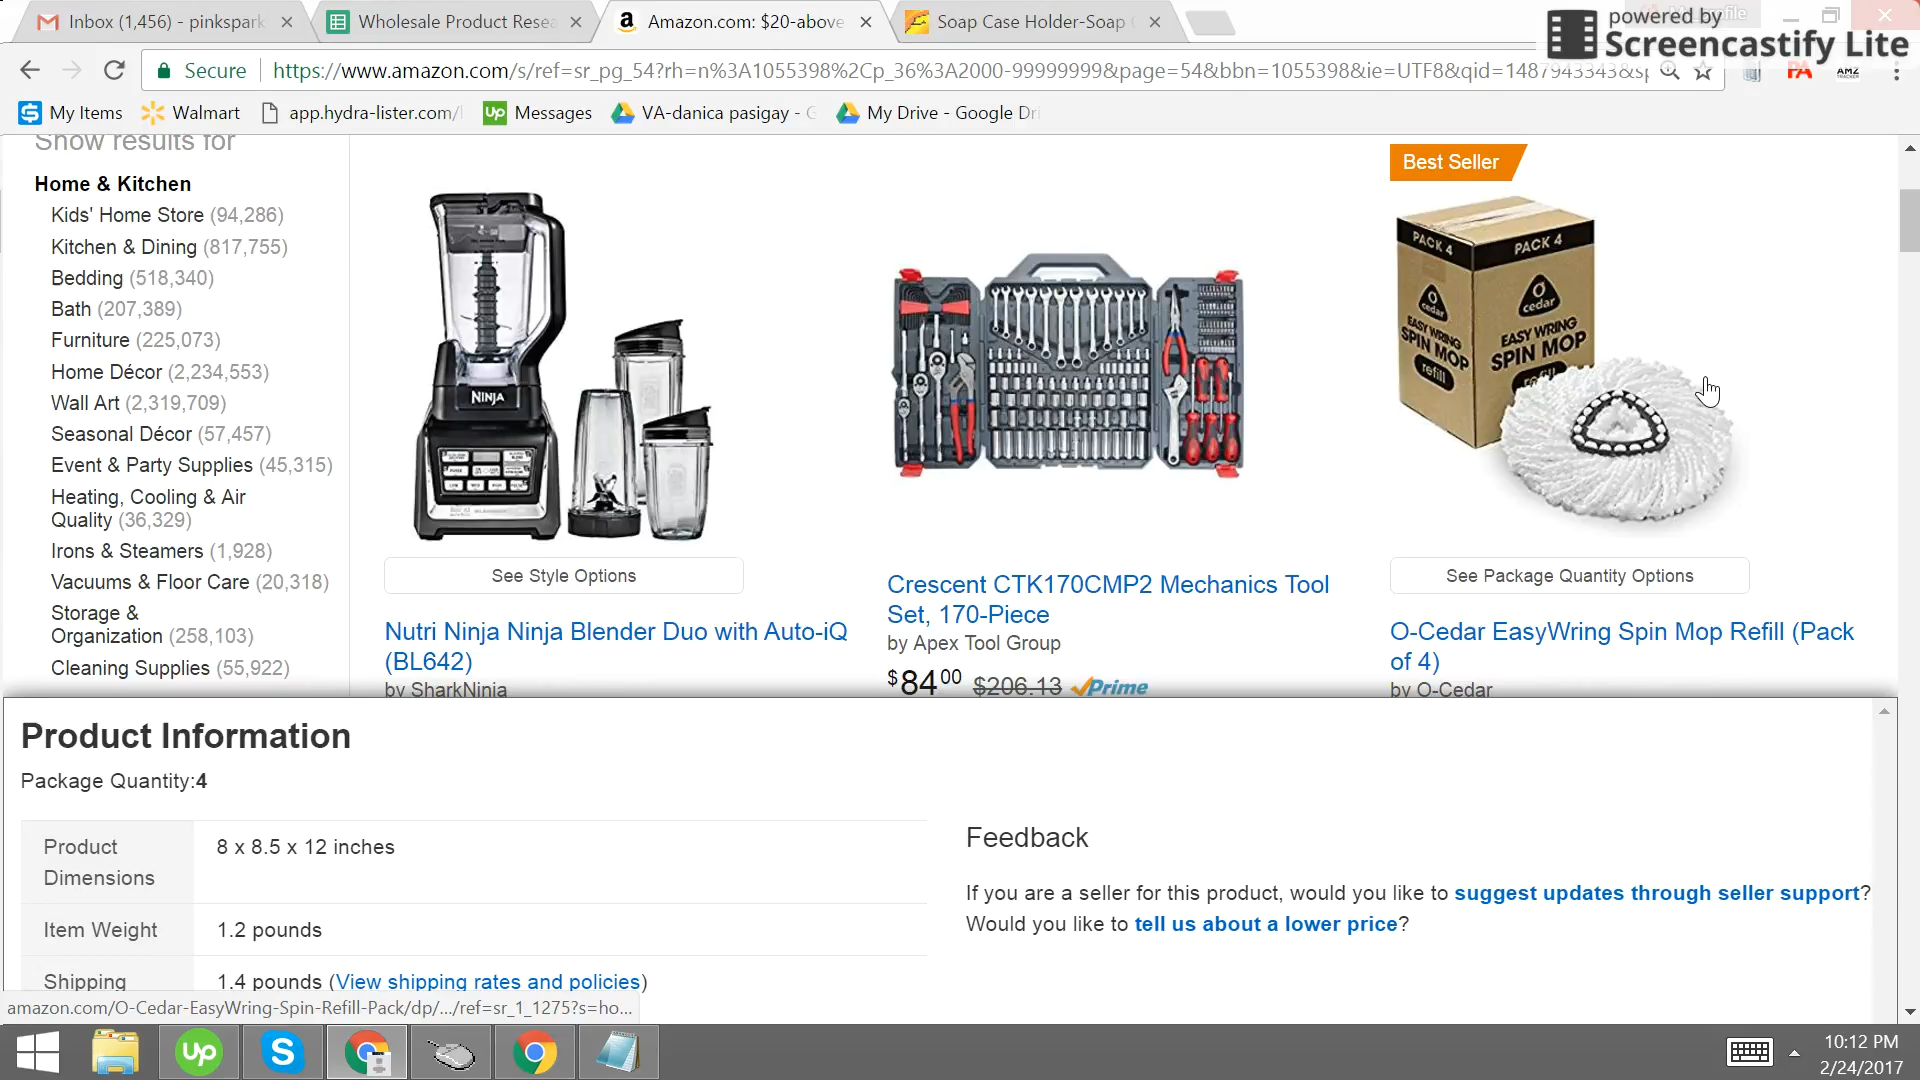 Inbox (1,456) - pinkspark
Wholesale Product Resea
Amazon.com: $20-above
Soap Case Holder-Soap
powered by
Screencastify Lite
Secure
https://www.amazon.com/s/ref=sr_pg_54?rh=n%3A1055398%2Cp_36%3A2000-99999999&page=54&bbn=1055398&ie=UTF8&qid=1487943343&s
PA
AMZ
TRACKER
My Items
Walmart
app.hydra-lister.com/
Up
Messages
VA-danica pasigay - G
My Drive - Google Dri
Show results for
Home & Kitchen
Kids' Home Store (94,286)
Kitchen & Dining (817,755)
Bedding (518,340)
Bath (207,389)
Furniture (225,073)
Home Décor (2,234,553)
Wall Art (2,319,709)
Seasonal Décor (57,457)
Event & Party Supplies (45,315)
Heating, Cooling & Air
Quality (36,329)
Irons & Steamers (1,928)
Vacuums & Floor Care (20,318)
Storage &
Organization (258,103)
Cleaning Supplies (55,922)
NINJA
See Style Options
Nutri Ninja Ninja Blender Duo with Auto-iQ
(BL642)
by SharkNinja
Crescent CTK170CMP2 Mechanics Tool
Set, 170-Piece
by Apex Tool Group
$84.00 $206.13 Prime
Best Seller
PACK 4
PACK 4
cedar
EASY WRING
SPIN MOP
refill
cedar
EASY WRING
SPIN MOP
refill
See Package Quantity Options
O-Cedar EasyWring Spin Mop Refill (Pack
of 4)
by O-Cedar
Product Information
Package Quantity:4
Product
Dimensions
8 x 8.5 x 12 inches
Item Weight
1.2 pounds
Shipping
1.4 pounds (View shipping rates and policies)
Feedback
If you are a seller for this product, would you like to suggest updates through seller support?
Would you like to tell us about a lower price?
amazon.com/O-Cedar-EasyWring-Spin-Refill-Pack/dp/.../ref=sr_1_1275?s=ho...
up
S
10:12 PM
2/24/2017